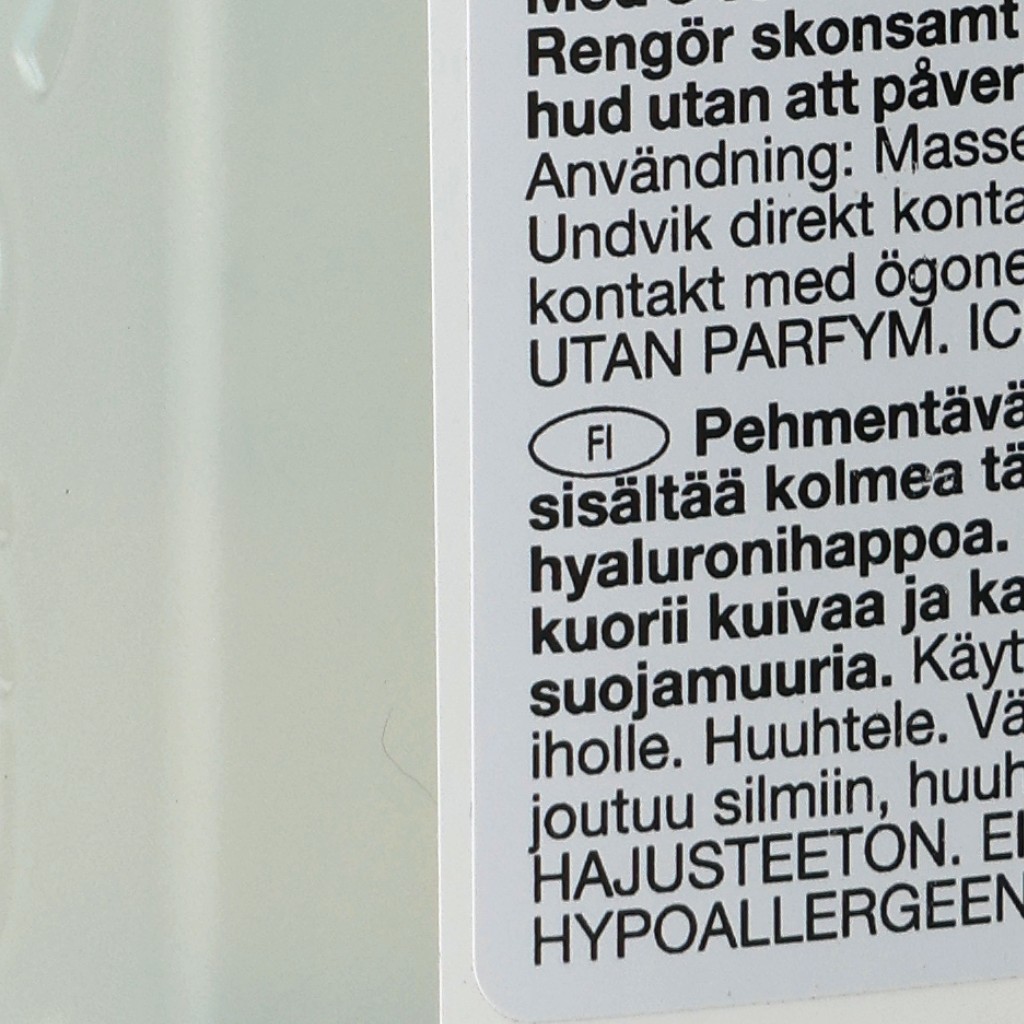 Rengör skonsamt
hud utan att påver
Användning: Masse
Undvik direkt konta
kontakt med ögone
UTAN PARFYM. IC
FI Pehmentävä
sisältää kolmea tä
hyaluronihappoa.
kuorii kuivaa ja ka
suojamuuria. Käyt
iholle. Huuhtele. Vä
joutuu silmiin, huuh
HAJUSTEETON. EI
HYPOALLERGEEN